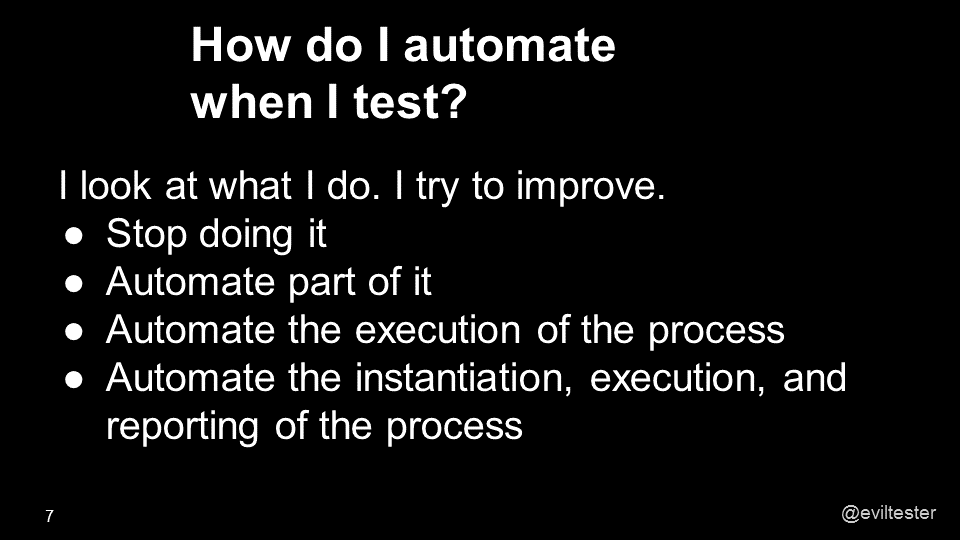 How do I automate
when I test?
I look at what I do. I try to improve.
● Stop doing it
● Automate part of it
● Automate the execution of the process
● Automate the instantiation, execution, and
reporting of the process
7
@eviltester